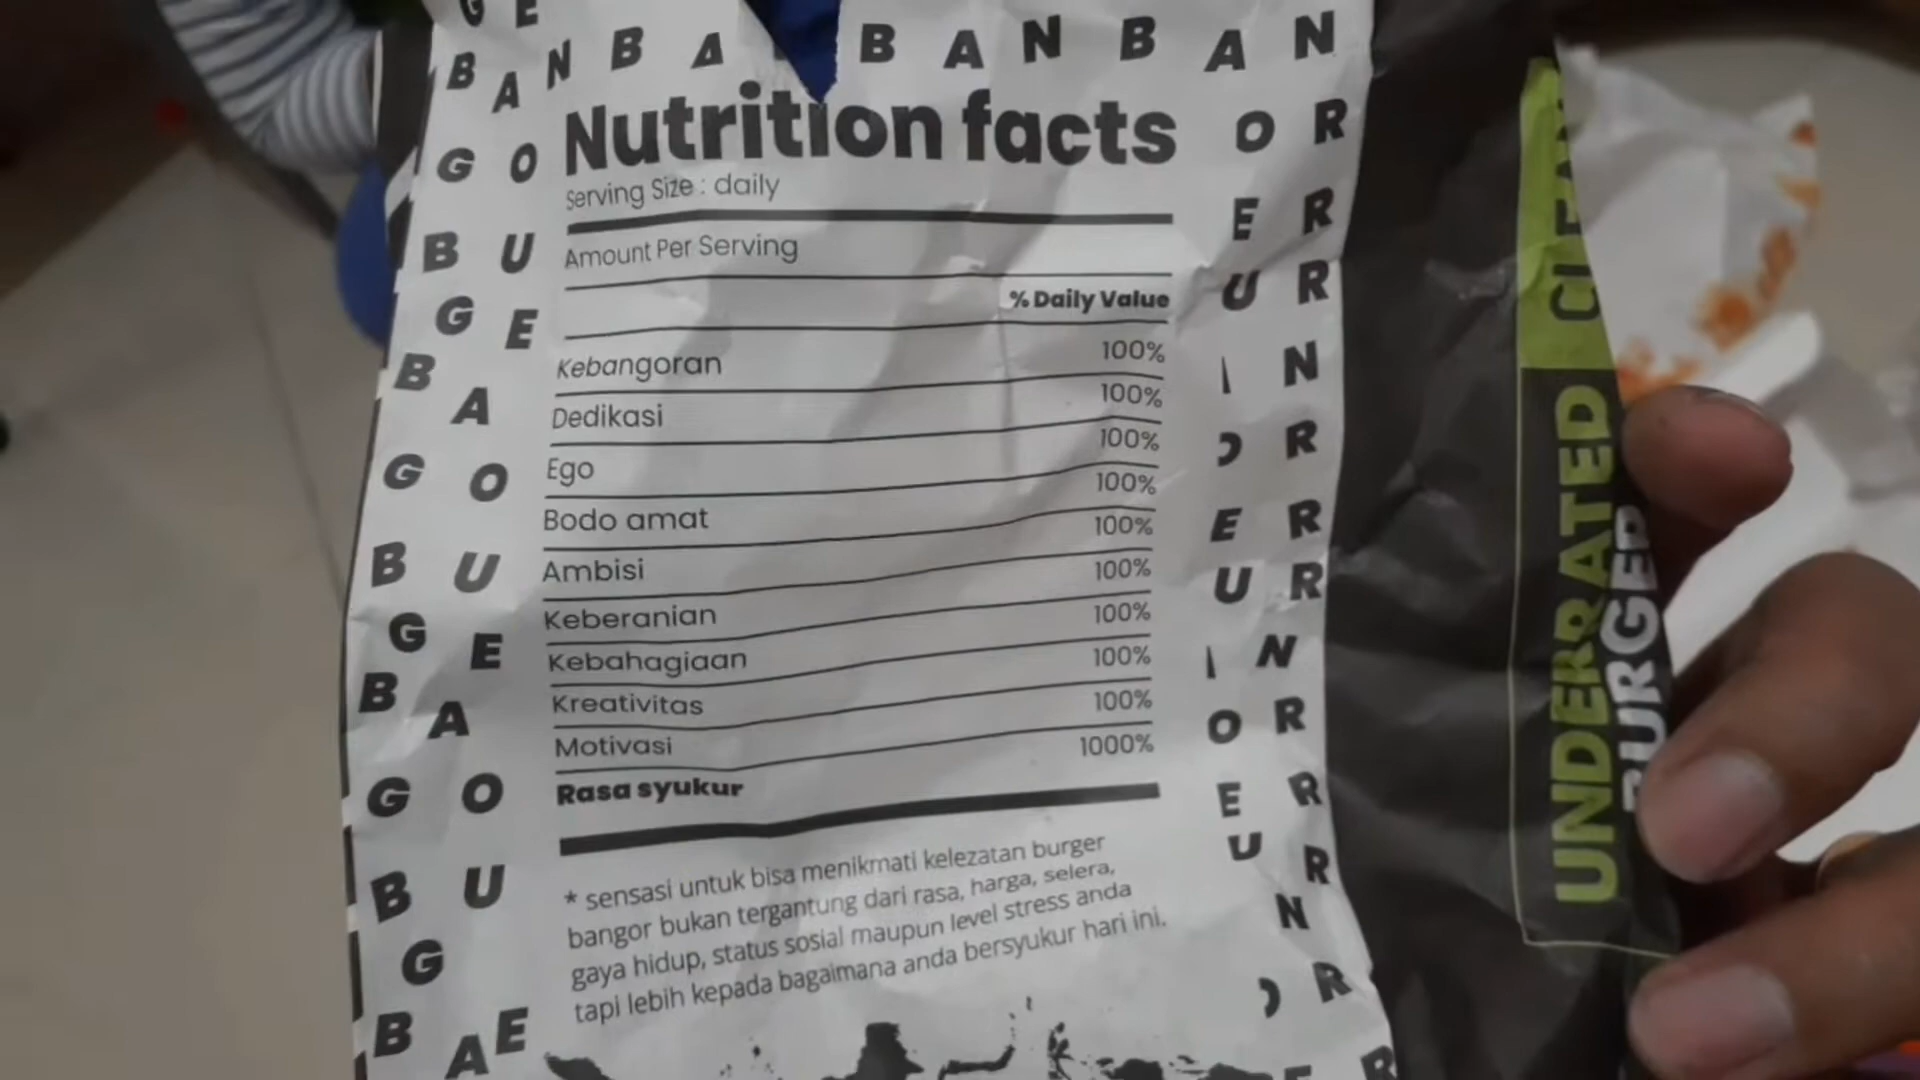 BANBA BANBAN
Nutrition facts
Serving Size : daily
Amount Per Serving
% Daily Value
Kebangoran 100%
Dedikasi 100%
Ego 100%
Bodo amat 100%
Ambisi 100%
Keberanian 100%
Kebahagiaan 100%
Kreativitas 100%
Motivasi 100%
Rasa syukur 1000%
* sensasi untuk bisa menikmati kelezatan burger
bangor bukan tergantung dari rasa, harga, selera,
gaya hidup, status sosial maupun level stress anda
tapi lebih kepada bagaimana anda bersyukur hari ini.
UNDERRATED
BURGER